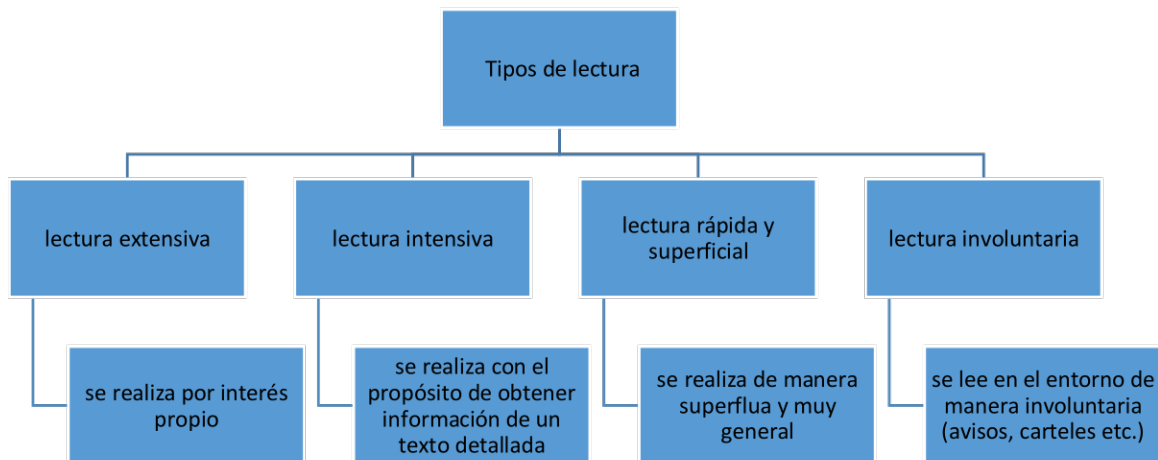 Tipos de lectura
lectura extensiva
lectura intensiva
lectura rápida y
superficial
lectura involuntaria
se realiza por interés
propio
se realiza con el
propósito de obtener
información de un
texto detallada
se realiza de manera
superflua y muy
general
se lee en el entorno de
manera involuntaria
(avisos, carteles etc.)